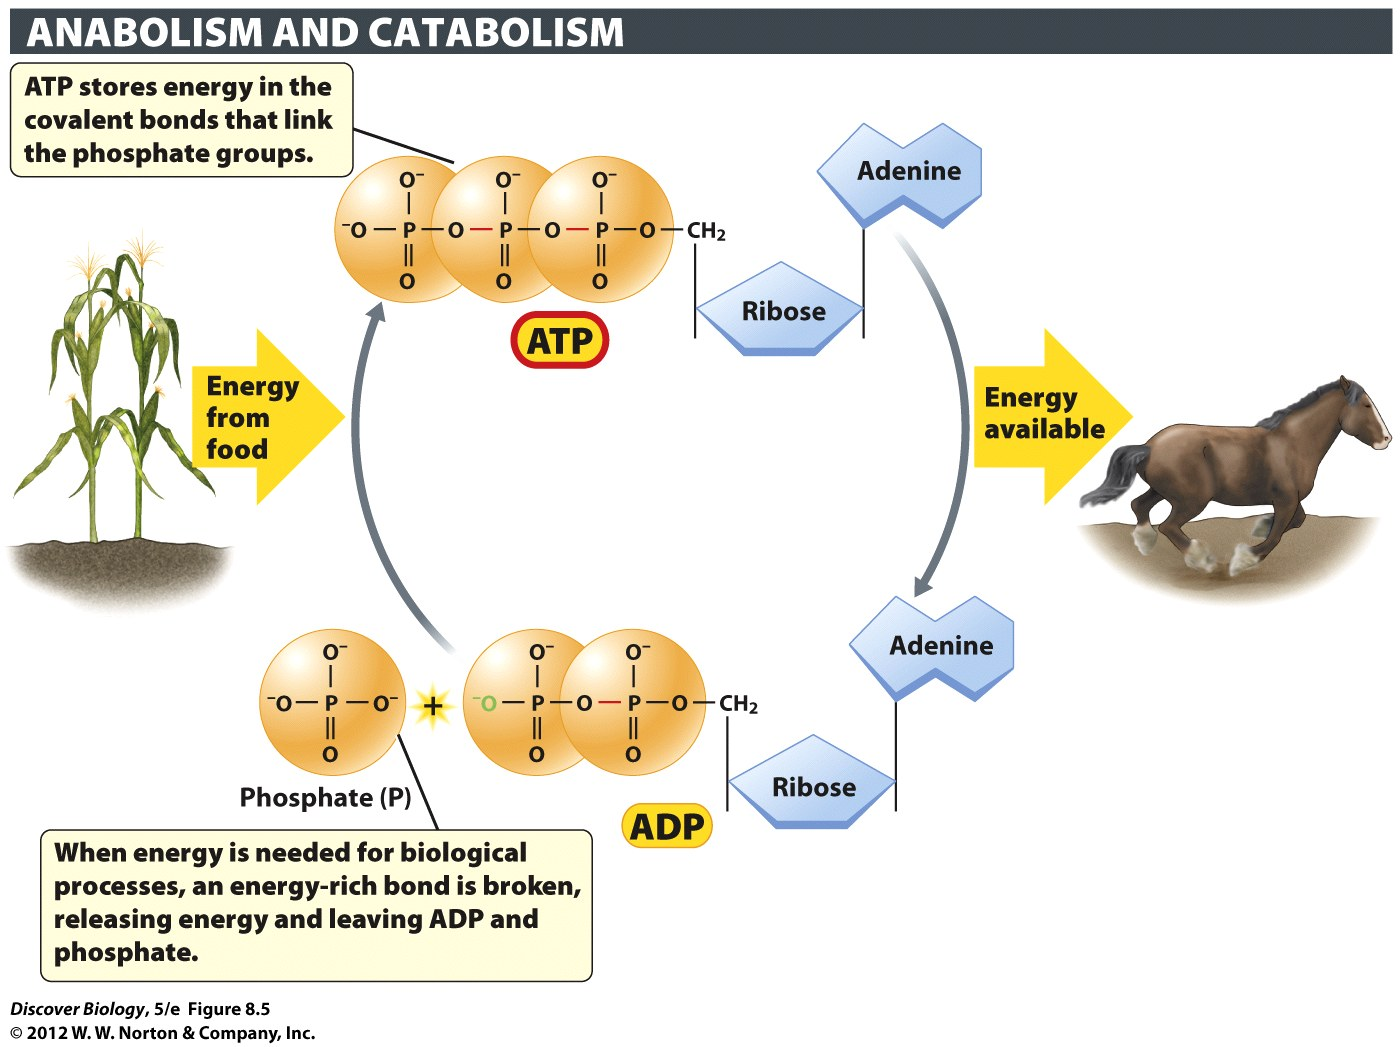 ANABOLISM AND CATABOLISM
ATP stores energy in the
covalent bonds that link
the phosphate groups.
O⁻ O⁻ O⁻
⁻O P O P O P O CH₂
O O O
Adenine
Ribose
ATP
Energy
from
food
Energy
available
O⁻
⁻O P O⁻
O
Phosphate (P)
+
O⁻ O⁻
⁻O P O P O CH₂
O O
Adenine
Ribose
ADP
When energy is needed for biological
processes, an energy-rich bond is broken,
releasing energy and leaving ADP and
phosphate.
Discover Biology, 5/e Figure 8.5
© 2012 W. W. Norton & Company, Inc.